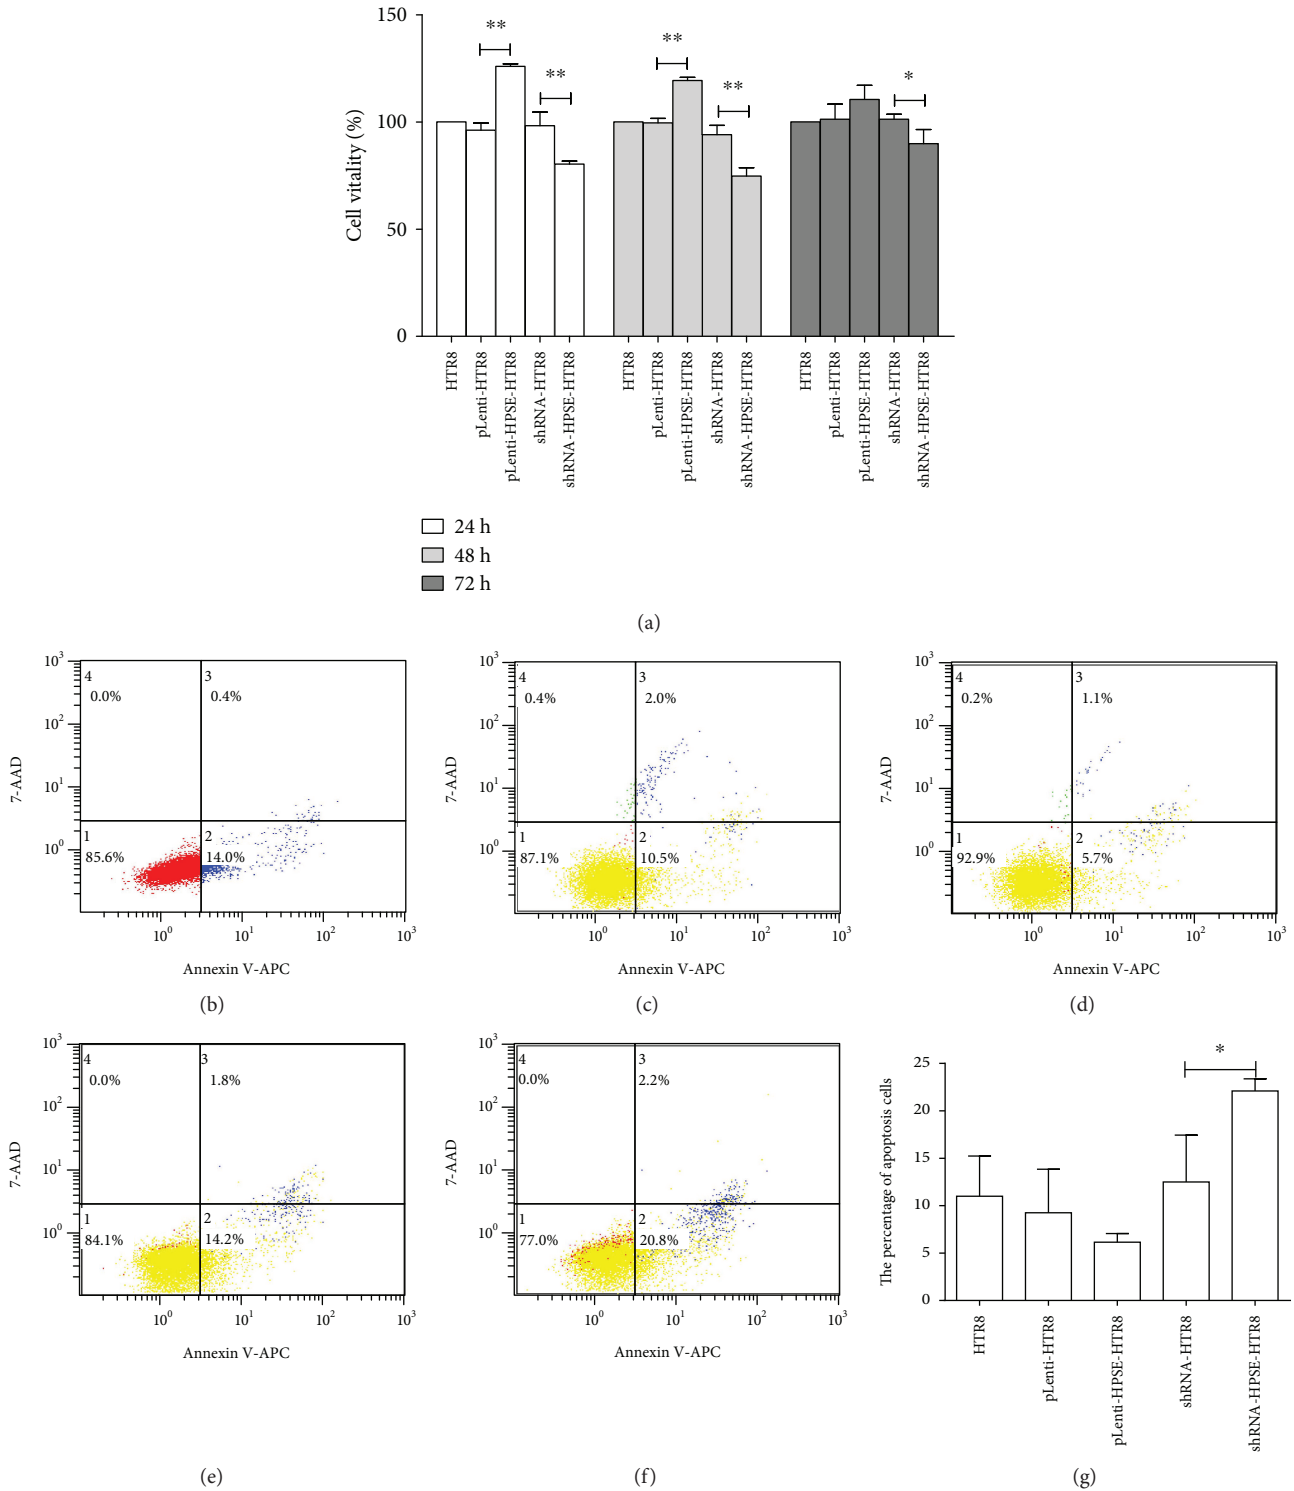 150
100
50
0
Cell vitality (%)
** ** ** ** *
HTR8
pLenti-HTR8
pLenti-HPSE-HTR8
shRNA-HTR8
shRNA-HPSE-HTR8
HTR8
pLenti-HTR8
pLenti-HPSE-HTR8
shRNA-HTR8
shRNA-HPSE-HTR8
HTR8
pLenti-HTR8
pLenti-HPSE-HTR8
shRNA-HTR8
shRNA-HPSE-HTR8
24 h
48 h
72 h
(a)
10³
10²
10¹
10⁰
7-AAD
4
0.0%
3
0.4%
1
85.6%
2
14.0%
10⁰ 10¹ 10² 10³
Annexin V-APC
(b)
10³
10²
10¹
10⁰
7-AAD
4
0.4%
3
2.0%
1
87.1%
2
10.5%
10⁰ 10¹ 10² 10³
Annexin V-APC
(c)
10³
10²
10¹
10⁰
7-AAD
4
0.2%
3
1.1%
1
92.9%
2
5.7%
10⁰ 10¹ 10² 10³
Annexin V-APC
(d)
10³
10²
10¹
10⁰
7-AAD
4
0.0%
3
1.8%
1
84.1%
2
14.2%
10⁰ 10¹ 10² 10³
Annexin V-APC
(e)
10³
10²
10¹
10⁰
7-AAD
4
0.0%
3
2.2%
1
77.0%
2
20.8%
10⁰ 10¹ 10² 10³
Annexin V-APC
(f)
25
20
15
10
5
0
The percentage of apoptosis cells
*
HTR8
pLenti-HTR8
pLenti-HPSE-HTR8
shRNA-HTR8
shRNA-HPSE-HTR8
(g)